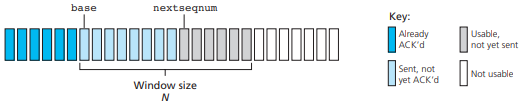 base
nextseqnum
Window size
N
Key:
Already
ACK'd
Sent, not
yet ACK'd
Usable,
not yet sent
Not usable